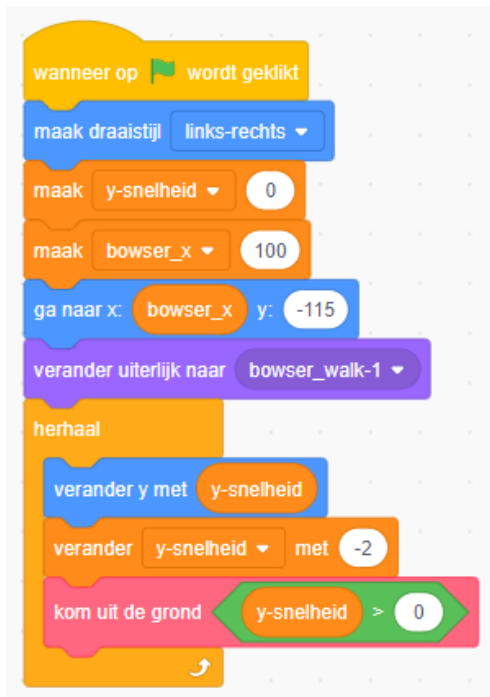 wanneer op wordt geklikt
maak draaistijl links-rechts
maak y-snelheid 0
maak bowser_x 100
ga naar x: bowser_x y: -115
verander uiterlijk naar bowser_walk-1
herhaal
verander y met y-snelheid
verander y-snelheid met -2
kom uit de grond y-snelheid > 0